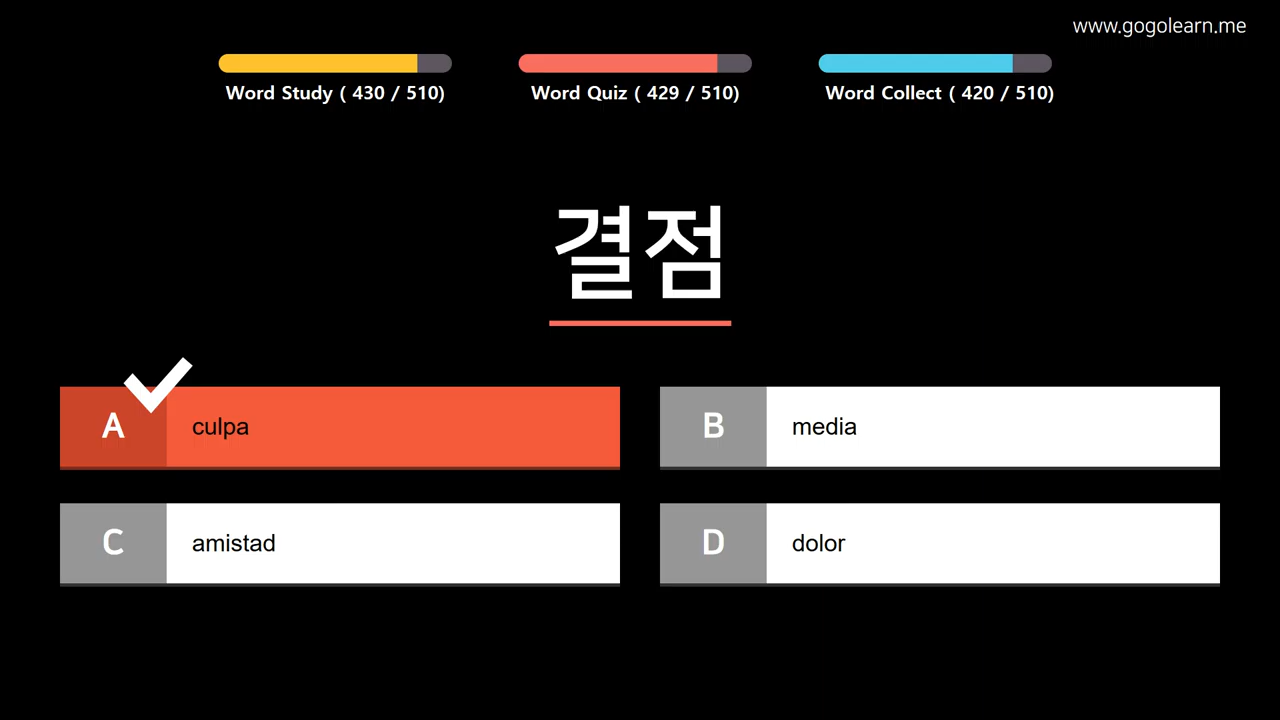 www.gogolearn.me
Word Study ( 430 / 510)
Word Quiz ( 429 / 510)
Word Collect ( 420 / 510)
결점
A culpa
B media
C amistad
D dolor